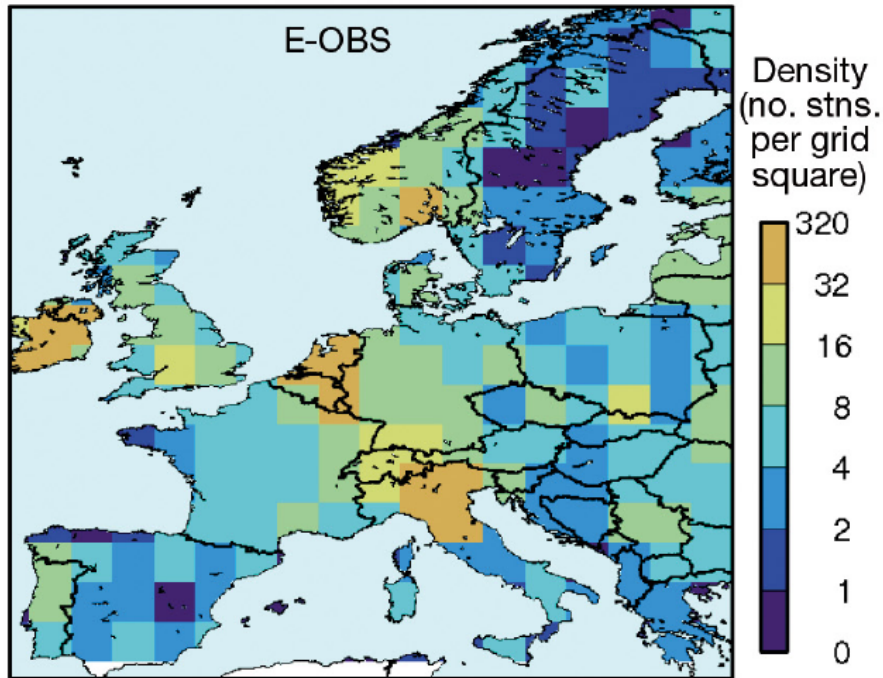 E-OBS
Density
(no. stns.
per grid
square)
320
32
16
8
4
2
1
0